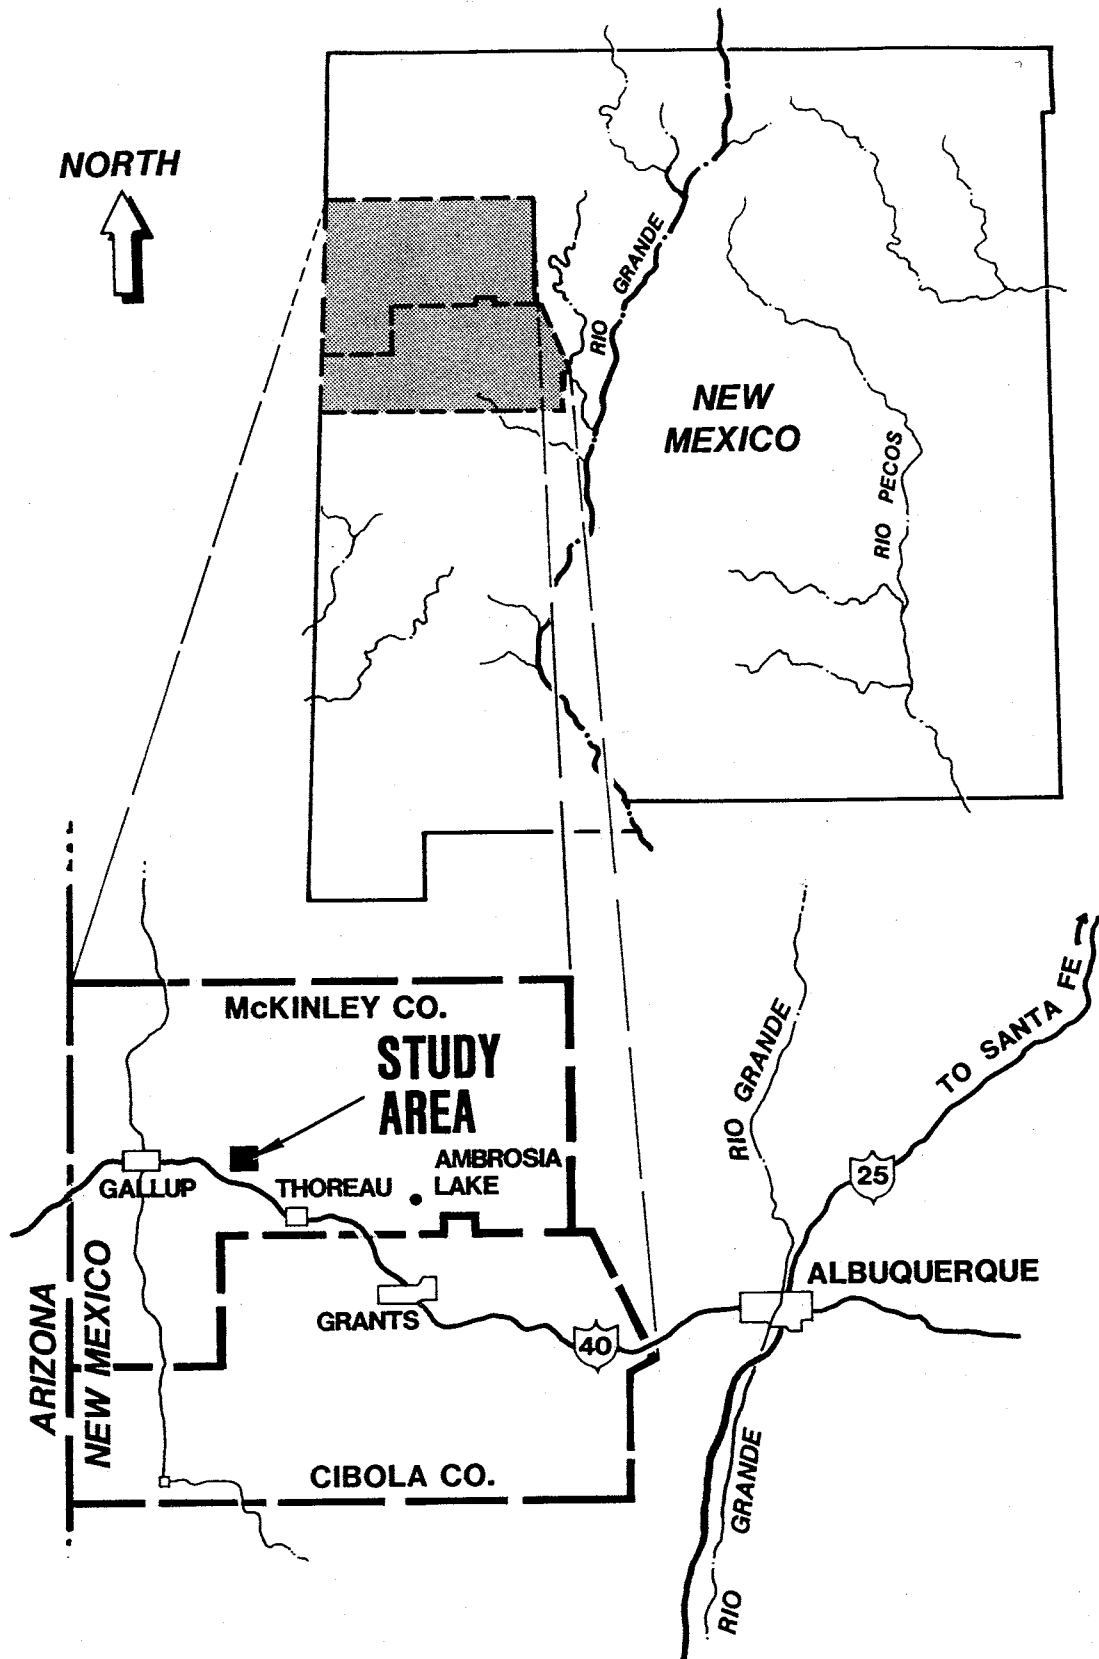 NORTH
RIO GRANDE
NEW
MEXICO
RIO PECOS
McKINLEY CO.
STUDY
AREA
TO SANTA FE
RIO GRANDE
AMBROSIA
LAKE
GALLUP
THOREAU
25
ARIZONA
NEW MEXICO
ALBUQUERQUE
GRANTS
40
CIBOLA CO.
RIO GRANDE